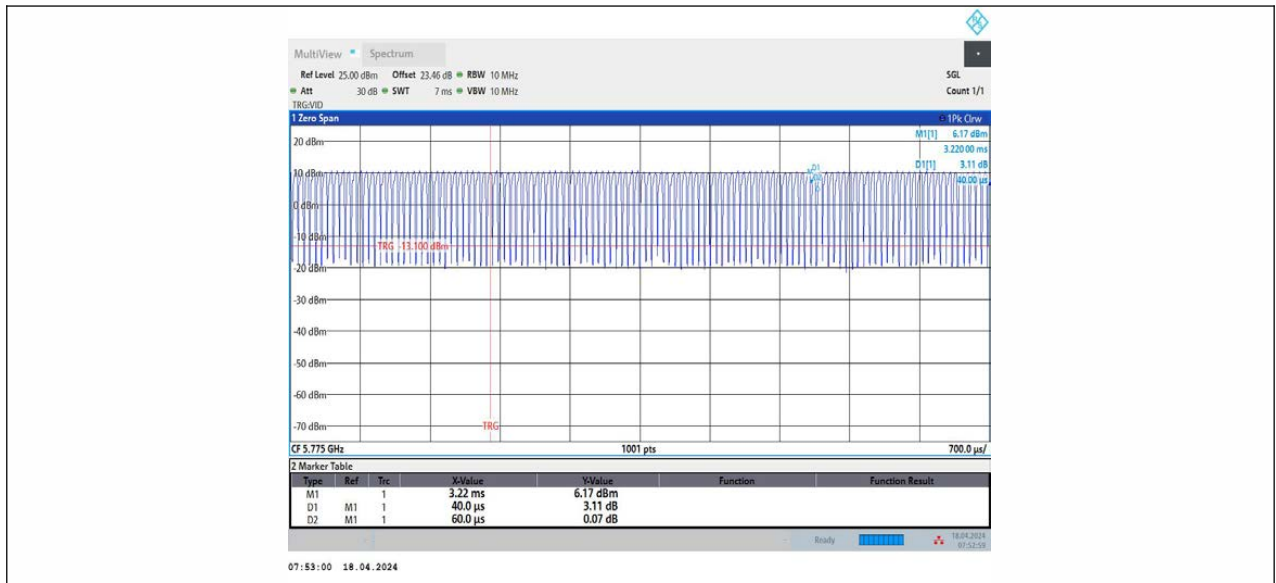 MultiView Spectrum
Ref Level 25.00 dBm Offset 23.46 dB RBW 10 MHz SGL
Att 30 dB SWT 7 ms VBW 10 MHz Count 1/1
TRG:VID
1 Zero Span 1Pk Clrw
M1[1] 6.17 dBm
20 dBm
3.220 00 ms
D1[1] 3.11 dB
10 dBm
D1
40.00 µs
0 dBm
-10 dBm
TRG -13.100 dBm
-20 dBm
-30 dBm
-40 dBm
-50 dBm
-60 dBm
-70 dBm
TRG
CF 5.775 GHz 1001 pts 700.0 µs/
2 Marker Table
Type Ref Trc X-Value Y-Value Function Function Result
M1 1 3.22 ms 6.17 dBm
D1 M1 1 40.0 µs 3.11 dB
D2 M1 1 60.0 µs 0.07 dB
Ready 18.04.2024
07:52:59
07:53:00 18.04.2024